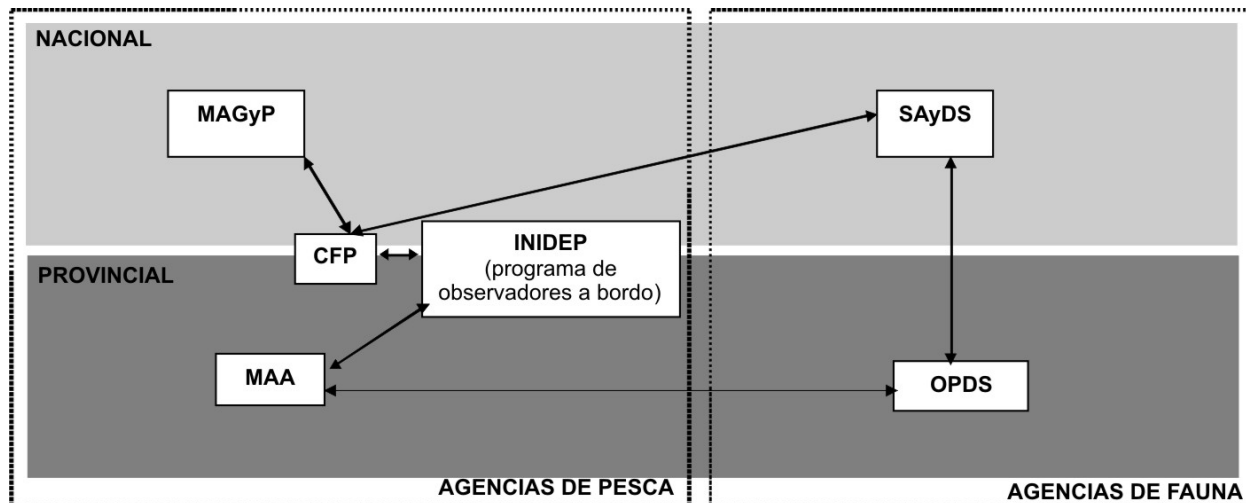 NACIONAL
MAGyP
SAyDS
CFP
INIDEP
(programa de
observadores a bordo)
PROVINCIAL
MAA
OPDS
AGENCIAS DE PESCA
AGENCIAS DE FAUNA